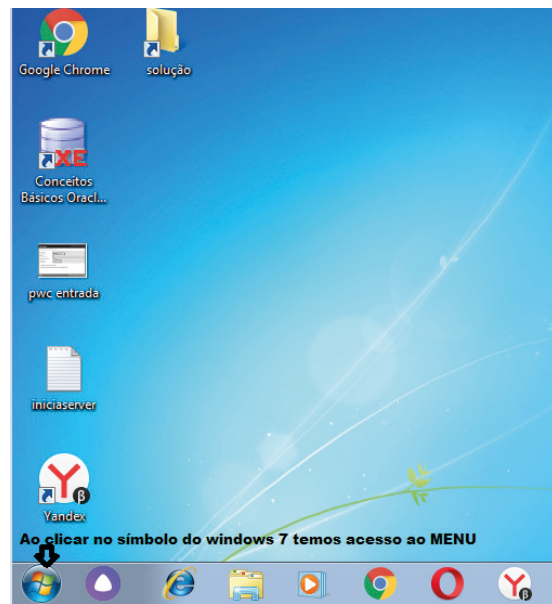 Google Chrome
solução
XE
Conceitos
Básicos Oracl...
pwc entrada
iniciaserver
Y β
Yandex
Ao clicar no símbolo do windows 7 temos acesso ao MENU
Y β